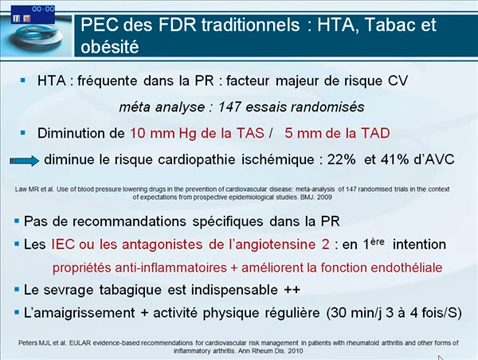 00:00
PEC des FDR traditionnels : HTA, Tabac et
obésité
HTA : fréquente dans la PR : facteur majeur de risque CV
méta analyse : 147 essais randomisés
Diminution de 10 mm Hg de la TAS / 5 mm de la TAD
diminue le risque cardiopathie ischémique : 22% et 41% d'AVC
Law MR et al. Use of blood pressure lowering drugs in the prevention of cardiovascular disease: meta-analysis of 147 randomised trials in the context
of expectations from prospective epidemiological studies. BMJ. 2009
Pas de recommandations spécifiques dans la PR
Les IEC ou les antagonistes de l'angiotensine 2 : en 1ère intention
propriétés anti-inflammatoires + améliorent la fonction endothéliale
Le sevrage tabagique est indispensable ++
L'amaigrissement + activité physique régulière (30 min/j 3 à 4 fois/S)
Peters MJL et al. EULAR evidence-based recommendations for cardiovascular risk management in patients with rheumatoid arthritis and other forms of
inflammatory arthritis. Ann Rheum Dis. 2010